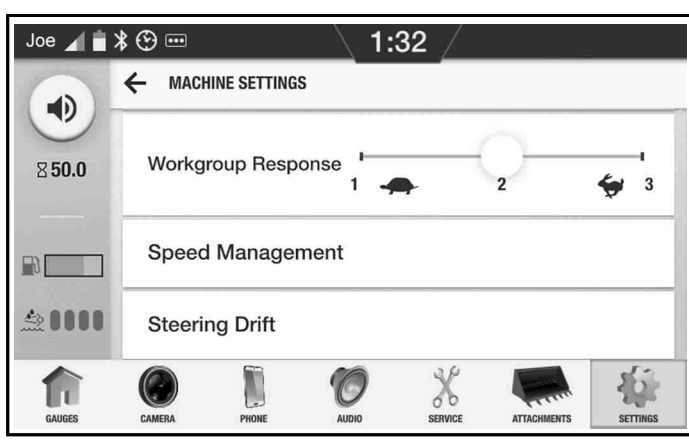 Joe 1:32
MACHINE SETTINGS
50.0
Workgroup Response
1 2 3
Speed Management
Steering Drift
GAUGES CAMERA PHONE AUDIO SERVICE ATTACHMENTS SETTINGS